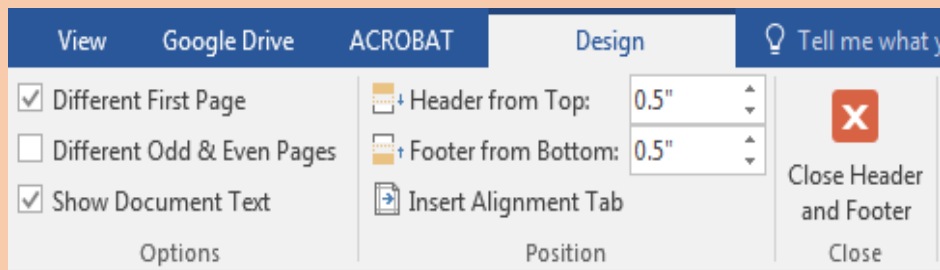 View Google Drive ACROBAT Design Tell me what
Different First Page
Different Odd & Even Pages
Show Document Text
Options
Header from Top: 0.5"
Footer from Bottom: 0.5"
Insert Alignment Tab
Position
Close Header
and Footer
Close